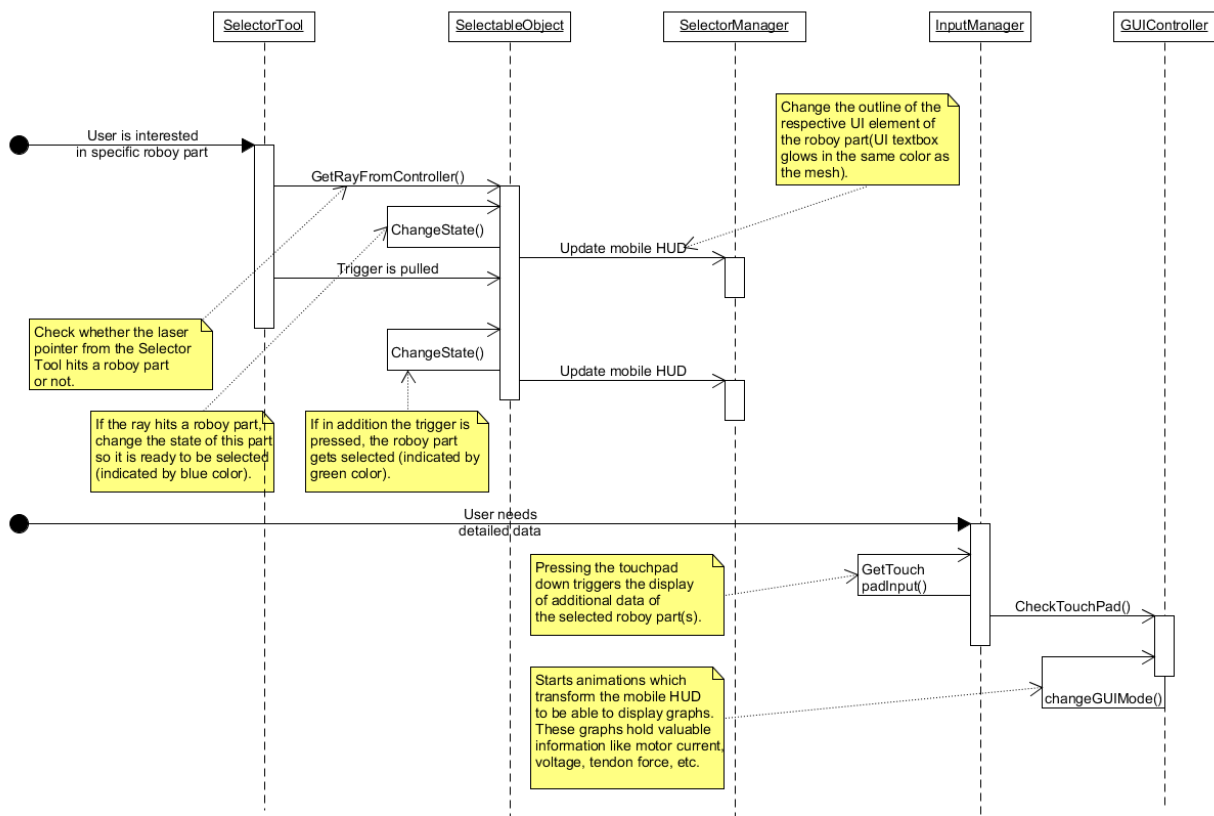 SelectorTool
SelectableObject
SelectorManager
InputManager
GUIController
Change the outline of the
respective UI element of
the roboy part(UI textbox
glows in the same color as
the mesh).
User is interested
in specific roboy part
GetRayFromController()
ChangeState()
Update mobile HUD
Trigger is pulled
Check whether the laser
pointer from the Selector
Tool hits a roboy part
or not.
ChangeState()
Update mobile HUD
If the ray hits a roboy part,
change the state of this part
so it is ready to be selected
(indicated by blue color).
If in addition the trigger is
pressed, the roboy part
gets selected (indicated by
green color).
User needs
detailed data
Pressing the touchpad
down triggers the display
of additional data of
the selected roboy part(s).
GetTouch
padInput()
CheckTouchPad()
Starts animations which
transform the mobile HUD
to be able to display graphs.
These graphs hold valuable
information like motor current,
voltage, tendon force, etc.
changeGUIMode()